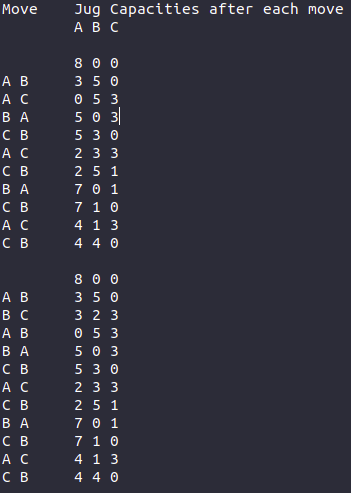 Move Jug Capacities after each move
A B C
8 0 0
A B 3 5 0
A C 0 5 3
B A 5 0 3
C B 5 3 0
A C 2 3 3
C B 2 5 1
B A 7 0 1
C B 7 1 0
A C 4 1 3
C B 4 4 0
8 0 0
A B 3 5 0
B C 3 2 3
A B 0 5 3
B A 5 0 3
C B 5 3 0
A C 2 3 3
C B 2 5 1
B A 7 0 1
C B 7 1 0
A C 4 1 3
C B 4 4 0